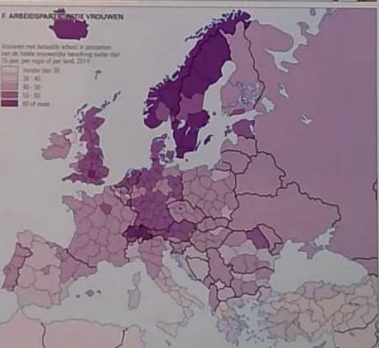 F. ARBEIDSPARTICIPATIE VROUWEN
Vrouwen met betaalde arbeid in procenten
van de totale vrouwelijke bevolking ouder dan
15 jaar, per regio of per land, 2014
minder dan 30
30 - 40
40 - 50
50 - 60
60 of meer